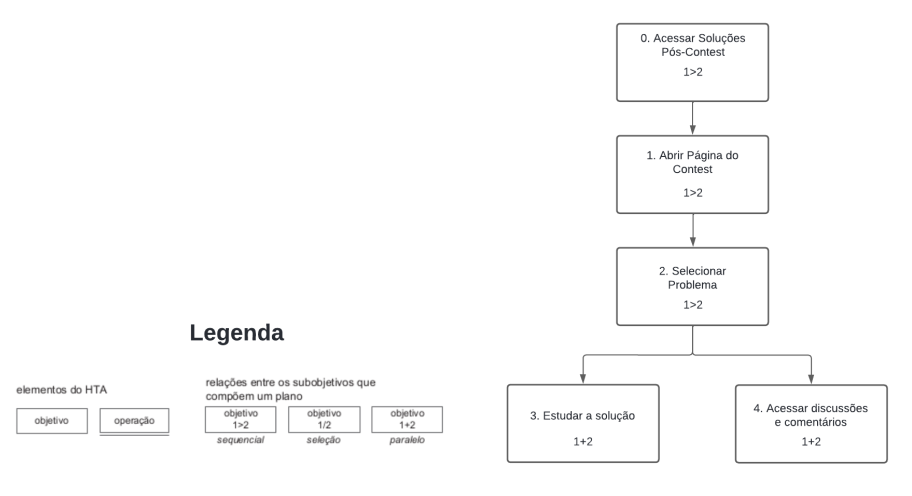 0. Acessar Soluções
Pós-Contest
1>2
1. Abrir Página do
Contest
1>2
2. Selecionar
Problema
1>2
3. Estudar a solução
1+2
4. Acessar discussões
e comentários
1+2
Legenda
elementos do HTA
objetivo
operação
relações entre os subobjetivos que
compõem um plano
objetivo
1>2
sequencial
objetivo
1/2
seleção
objetivo
1+2
paralelo